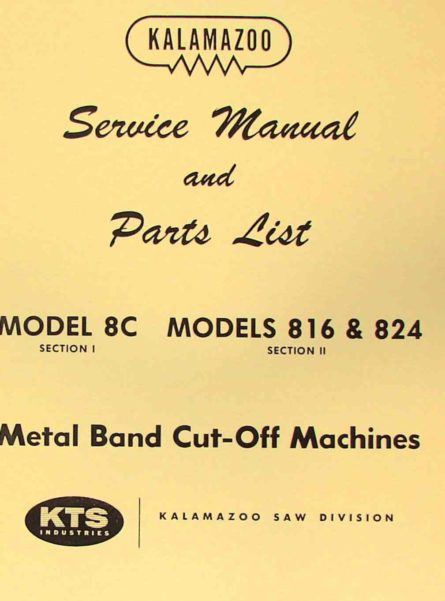 KALAMAZOO
Service Manual
and
Parts List
MODEL 8C MODELS 816 & 824
SECTION I SECTION II
Metal Band Cut-Off Machines
KTS
INDUSTRIES
KALAMAZOO SAW DIVISION